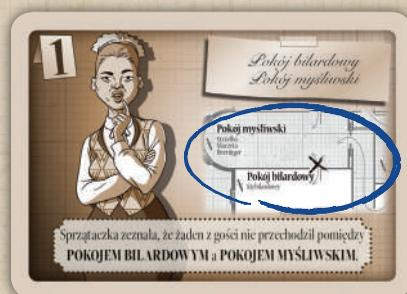 1
Pokój bilardowy
Pokój myśliwski
Pokój myśliwski
Pokój bilardowy
Sprzątaczka zeznała, że żaden z gości nie przechodził pomiędzy
POKOJEM BILARDOWYM a POKOJEM MYŚLIWSKIM.